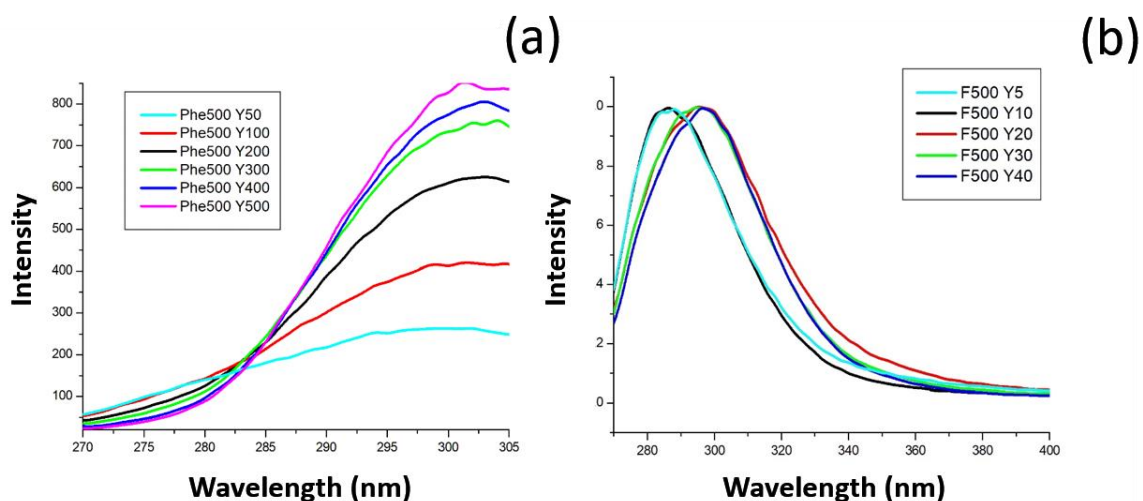 (a)
Phe500 Y50
Phe500 Y100
Phe500 Y200
Phe500 Y300
Phe500 Y400
Phe500 Y500
Intensity
800
700
600
500
400
300
200
100
270 275 280 285 290 295 300 305
Wavelength (nm)
(b)
F500 Y5
F500 Y10
F500 Y20
F500 Y30
F500 Y40
Intensity
0
8
6
4
2
0
280 300 320 340 360 380 400
Wavelength (nm)